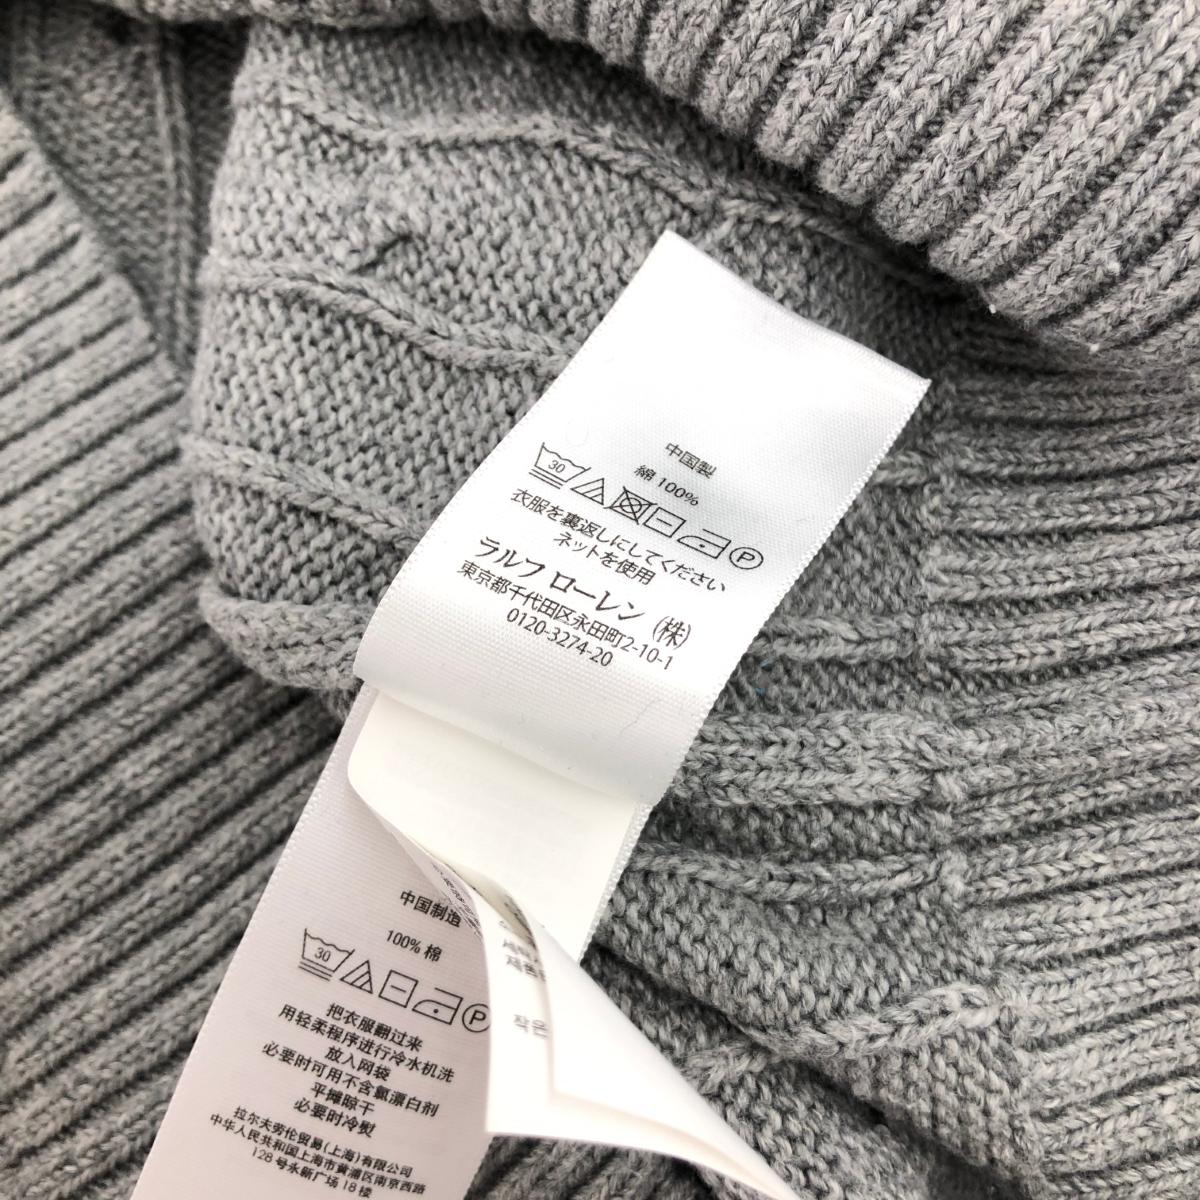 中国製
綿 100%
30
P
衣服を裏返しにしてください
ネットを使用
ラルフ ローレン (株)
東京都千代田区永田町2-10-1
0120-3274-20
中国制造
100% 棉
30
P
把衣服翻过来
用轻柔程序进行冷水机洗
放入网袋
必要时可用不含氯漂白剂
平摊晾干
必要时冷熨
拉尔夫劳伦贸易(上海)有限公司
中华人民共和国上海市黄浦区南京西路
128 号永新广场 18 楼
작은